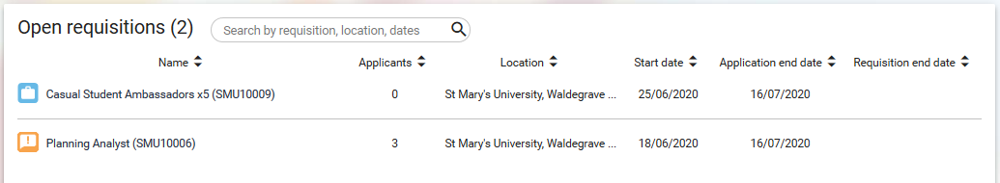 Open requisitions (2)
Search by requisition, location, dates
Name Applicants Location Start date Application end date Requisition end date
Casual Student Ambassadors x5 (SMU10009) 0 St Mary's University, Waldegrave ... 25/06/2020 16/07/2020
Planning Analyst (SMU10006) 3 St Mary's University, Waldegrave ... 18/06/2020 16/07/2020